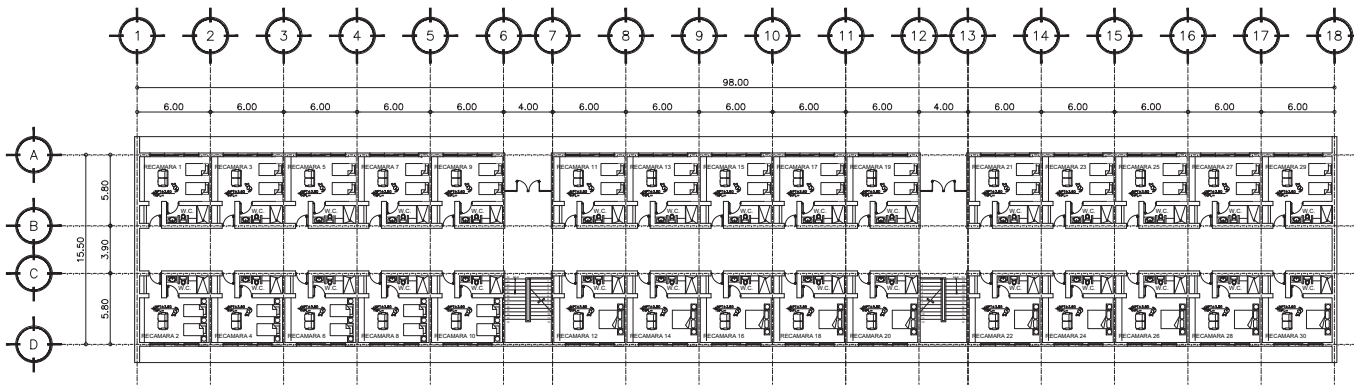 1 2 3 4 5 6 7 8 9 10 11 12 13 14 15 16 17 18
98.00
6.00 6.00 6.00 6.00 6.00 4.00 6.00 6.00 6.00 6.00 6.00 4.00 6.00 6.00 6.00 6.00 6.00
A
RECAMARA 1 RECAMARA 3 RECAMARA 5 RECAMARA 7 RECAMARA 9 RECAMARA 11 RECAMARA 13 RECAMARA 15 RECAMARA 17 RECAMARA 19 RECAMARA 21 RECAMARA 23 RECAMARA 25 RECAMARA 27 RECAMARA 29
5.80
W.C. W.C. W.C. W.C. W.C. W.C. W.C. W.C. W.C. W.C. W.C. W.C. W.C. W.C. W.C.
B
15.50
3.90
C
W.C. W.C. W.C. W.C. W.C. W.C. W.C. W.C. W.C. W.C. W.C. W.C. W.C. W.C. W.C.
5.80
RECAMARA 2 RECAMARA 4 RECAMARA 6 RECAMARA 8 RECAMARA 10 RECAMARA 12 RECAMARA 14 RECAMARA 16 RECAMARA 18 RECAMARA 20 RECAMARA 22 RECAMARA 24 RECAMARA 26 RECAMARA 28 RECAMARA 30
D